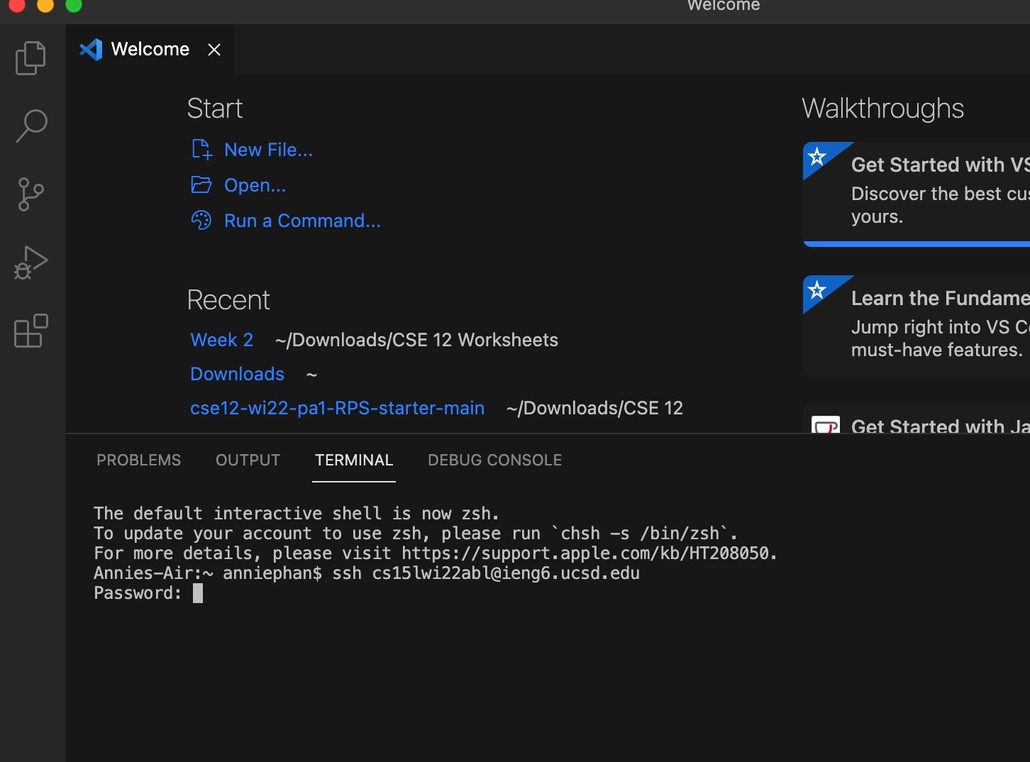 Welcome
Welcome
Start
New File...
Open...
Run a Command...
Recent
Week 2 ~/Downloads/CSE 12 Worksheets
Downloads ~
cse12-wi22-pa1-RPS-starter-main ~/Downloads/CSE 12
Walkthroughs
Get Started with VS
Discover the best cus
yours.
Learn the Fundame
Jump right into VS Co
must-have features.
Get Started with Ja
PROBLEMS OUTPUT TERMINAL DEBUG CONSOLE
The default interactive shell is now zsh.
To update your account to use zsh, please run `chsh -s /bin/zsh`.
For more details, please visit https://support.apple.com/kb/HT208050.
Annies-Air:~ anniephan$ ssh cs15lwi22abl@ieng6.ucsd.edu
Password: